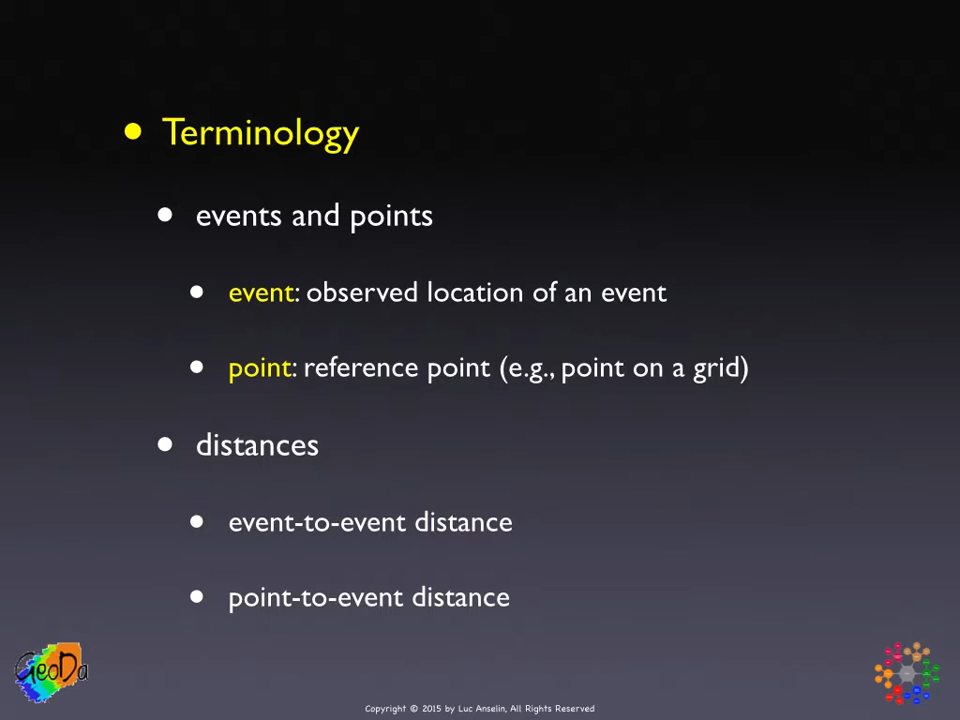 • Terminology
• events and points
• event: observed location of an event
• point: reference point (e.g., point on a grid)
• distances
• event-to-event distance
• point-to-event distance
GeoDa
Copyright © 2015 by Luc Anselin, All Rights Reserved